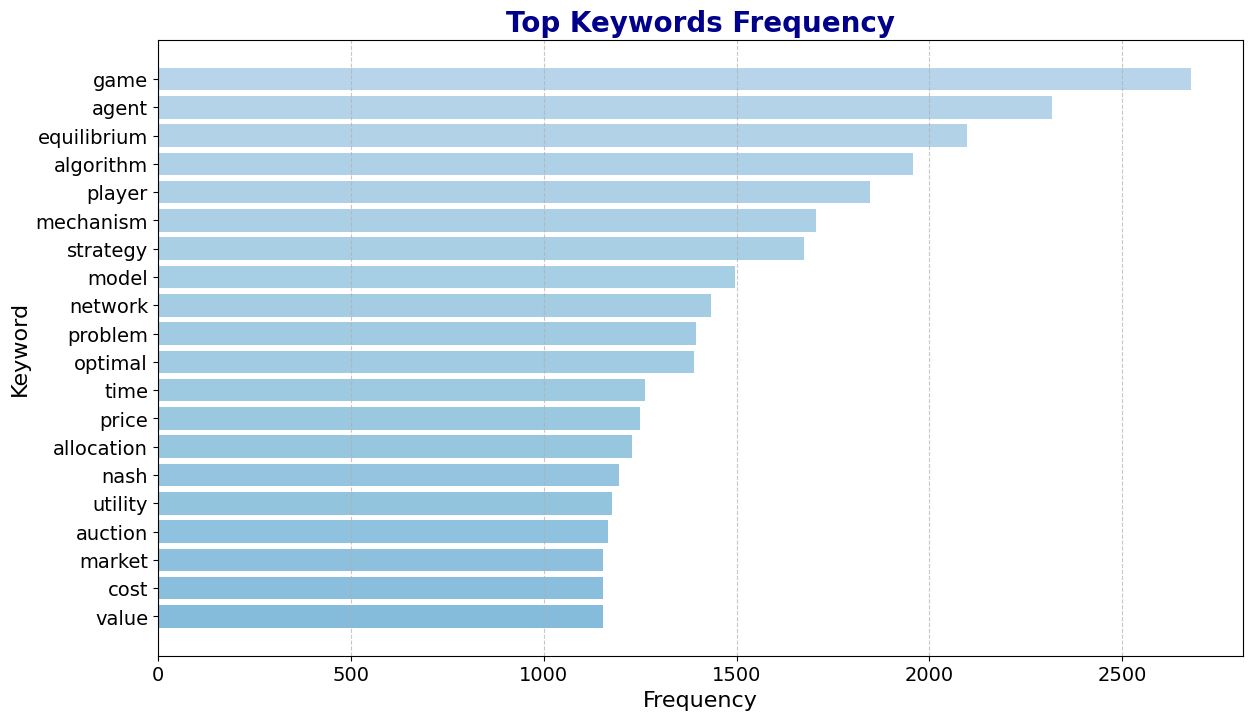 Top Keywords Frequency
Keyword
game
agent
equilibrium
algorithm
player
mechanism
strategy
model
network
problem
optimal
time
price
allocation
nash
utility
auction
market
cost
value
0 500 1000 1500 2000 2500
Frequency